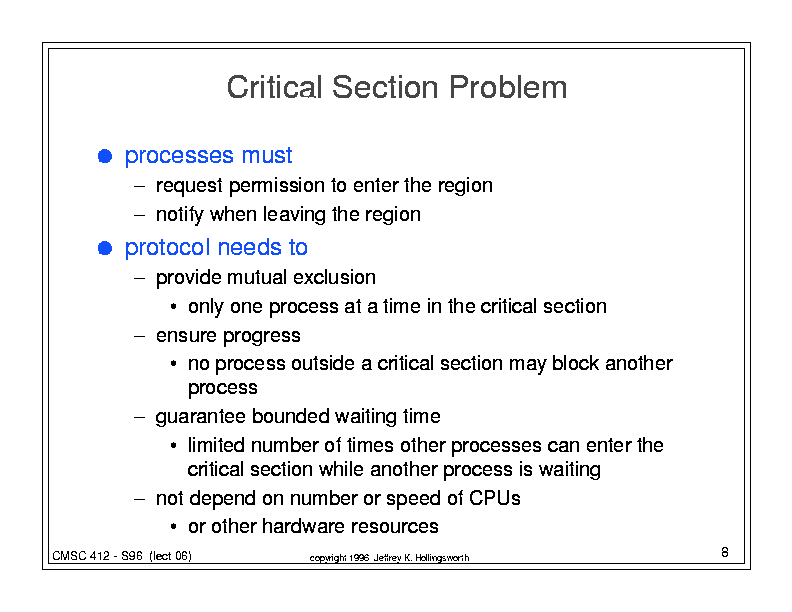 Critical Section Problem
● processes must
– request permission to enter the region
– notify when leaving the region
● protocol needs to
– provide mutual exclusion
• only one process at a time in the critical section
– ensure progress
• no process outside a critical section may block another
process
– guarantee bounded waiting time
• limited number of times other processes can enter the
critical section while another process is waiting
– not depend on number or speed of CPUs
• or other hardware resources
CMSC 412 - S96 (lect 06)
copyright 1996 Jeffrey K. Hollingsworth
8